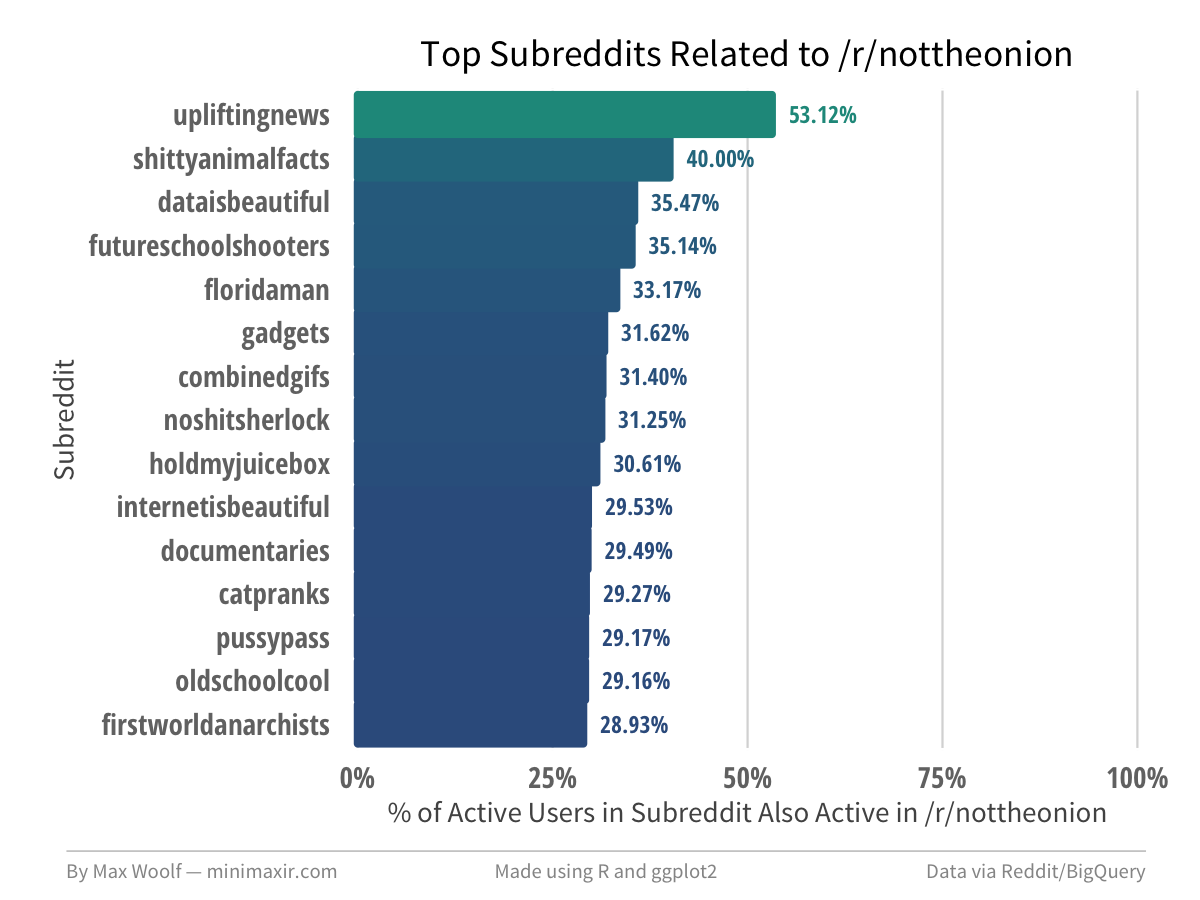 Top Subreddits Related to /r/nottheonion
upliftingnews 53.12%
shittyanimalfacts 40.00%
dataisbeautiful 35.47%
futureschoolshooters 35.14%
floridaman 33.17%
gadgets 31.62%
combinedgifs 31.40%
noshitsherlock 31.25%
holdmyjuicebox 30.61%
internetisbeautiful 29.53%
documentaries 29.49%
catpranks 29.27%
pussypass 29.17%
oldschoolcool 29.16%
firstworldanarchists 28.93%
Subreddit
0% 25% 50% 75% 100%
% of Active Users in Subreddit Also Active in /r/nottheonion
By Max Woolf — minimaxir.com Made using R and ggplot2 Data via Reddit/BigQuery